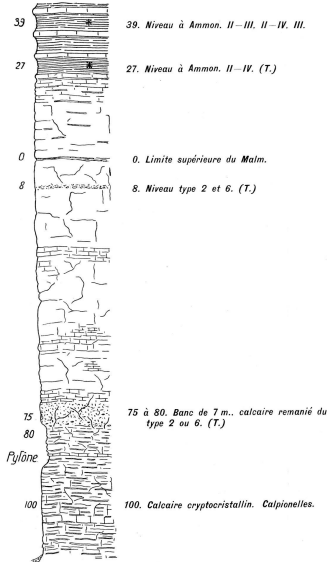 39 39. Niveau à Ammon. II—III. II—IV. III.
27 27. Niveau à Ammon. II—IV. (T.)
0 0. Limite supérieure du Malm.
8 8. Niveau type 2 et 6. (T.)
75 75 à 80. Banc de 7 m., calcaire remanié du
type 2 ou 6. (T.)
80
Pylône
100 100. Calcaire cryptocristallin. Calpionelles.